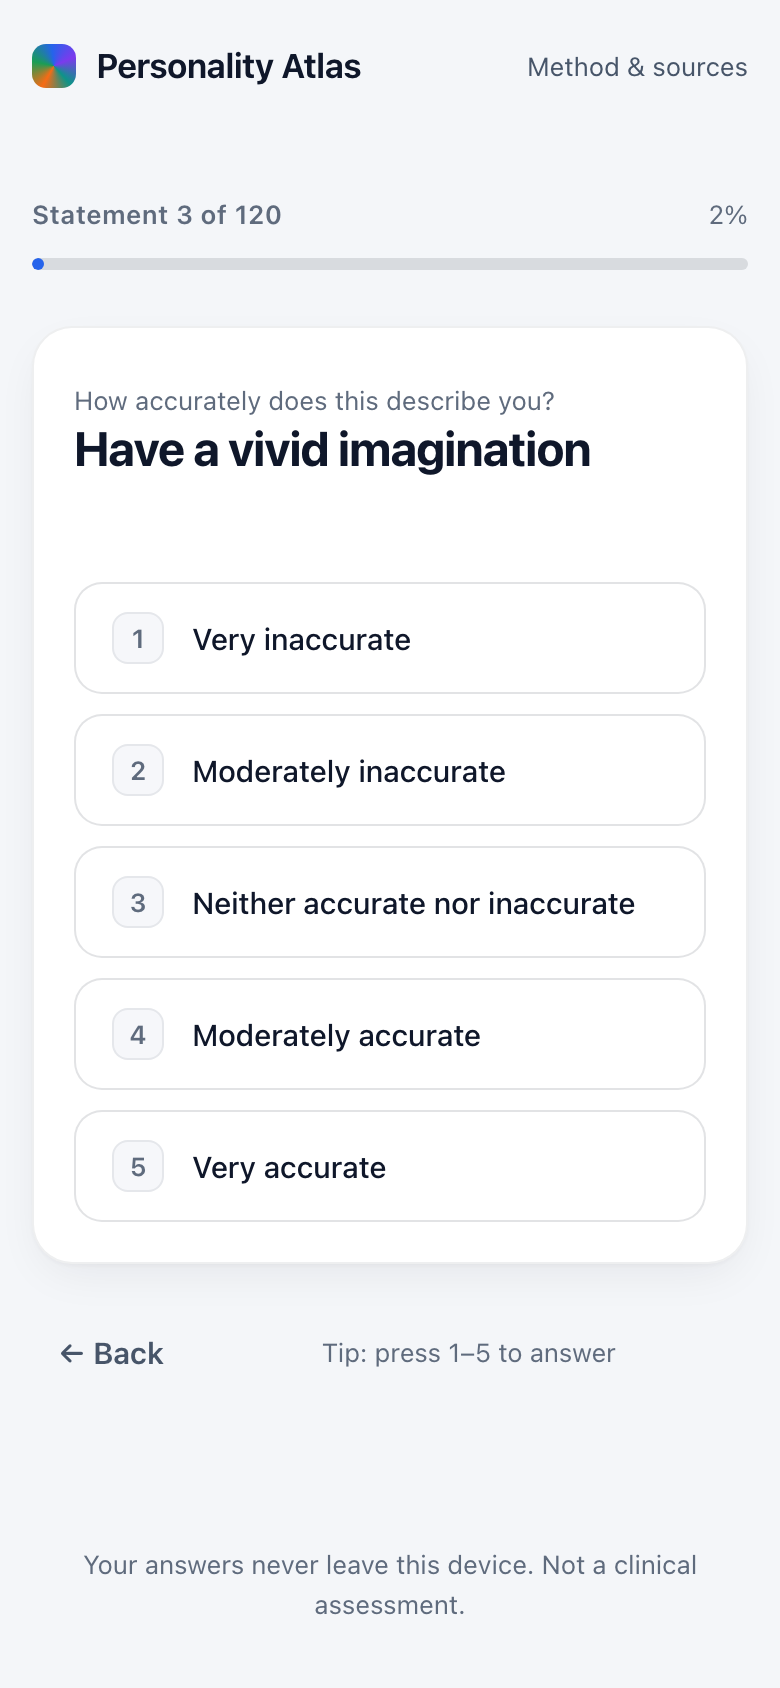 Personality Atlas
Method & sources
Statement 3 of 120
2%
How accurately does this describe you?
Have a vivid imagination
1 Very inaccurate
2 Moderately inaccurate
3 Neither accurate nor inaccurate
4 Moderately accurate
5 Very accurate
← Back
Tip: press 1–5 to answer
Your answers never leave this device. Not a clinical
assessment.